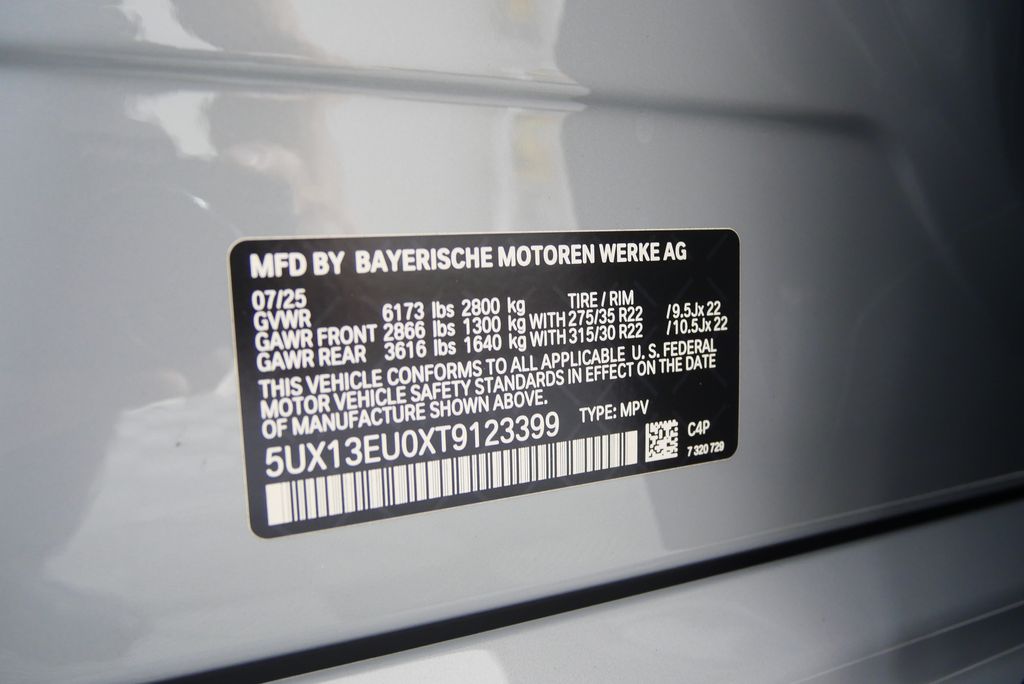 MFD BY BAYERISCHE MOTOREN WERKE AG
07/25 TIRE / RIM
GVWR 6173 lbs 2800 kg
GAWR FRONT 2866 lbs 1300 kg WITH 275/35 R22 /9.5Jx 22
GAWR REAR 3616 lbs 1640 kg WITH 315/30 R22 /10.5Jx 22
THIS VEHICLE CONFORMS TO ALL APPLICABLE U. S. FEDERAL
MOTOR VEHICLE SAFETY STANDARDS IN EFFECT ON THE DATE
OF MANUFACTURE SHOWN ABOVE.
TYPE: MPV
5UX13EU0XT9123399
C4P
7 320 729